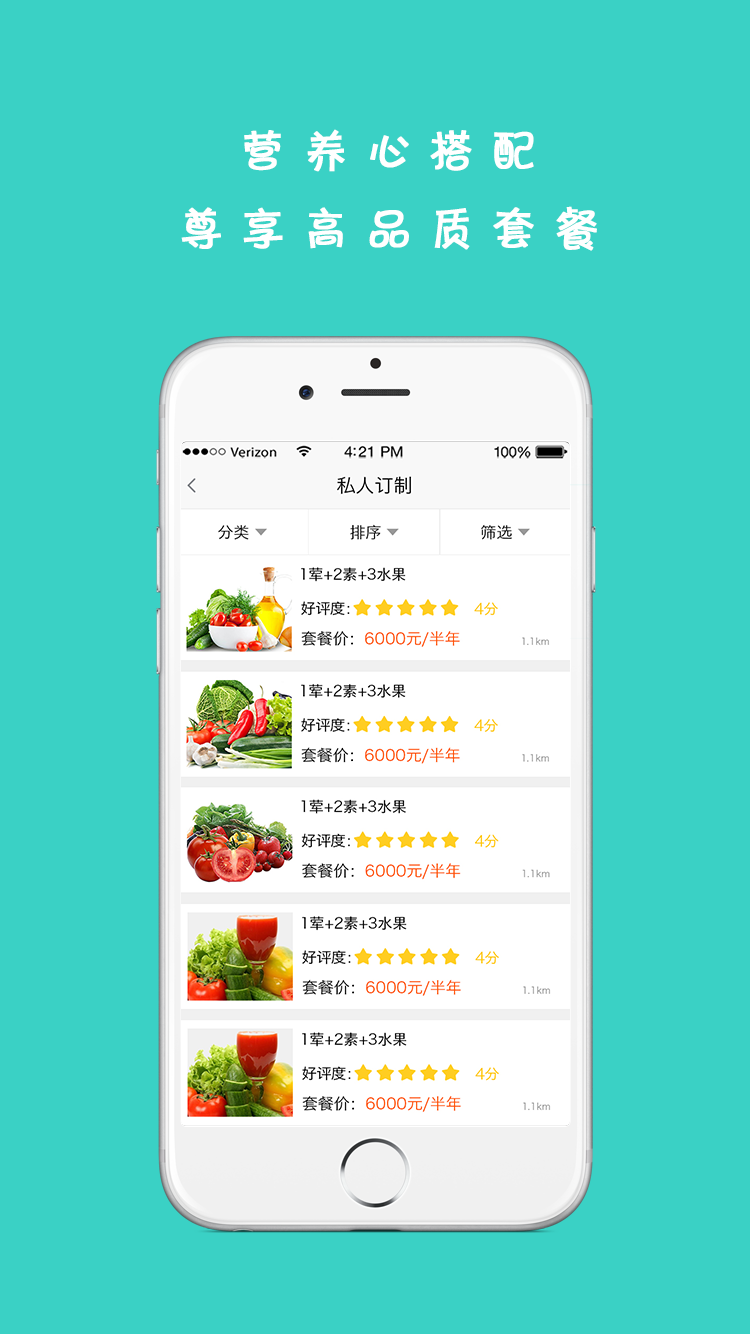 营养心搭配
尊享高品质套餐
Verizon 4:21 PM 100%
私人订制
分类 排序 筛选
1荤+2素+3水果
好评度: 4分
套餐价: 6000元/半年 1.1km
1荤+2素+3水果
好评度: 4分
套餐价: 6000元/半年 1.1km
1荤+2素+3水果
好评度: 4分
套餐价: 6000元/半年 1.1km
1荤+2素+3水果
好评度: 4分
套餐价: 6000元/半年 1.1km
1荤+2素+3水果
好评度: 4分
套餐价: 6000元/半年 1.1km